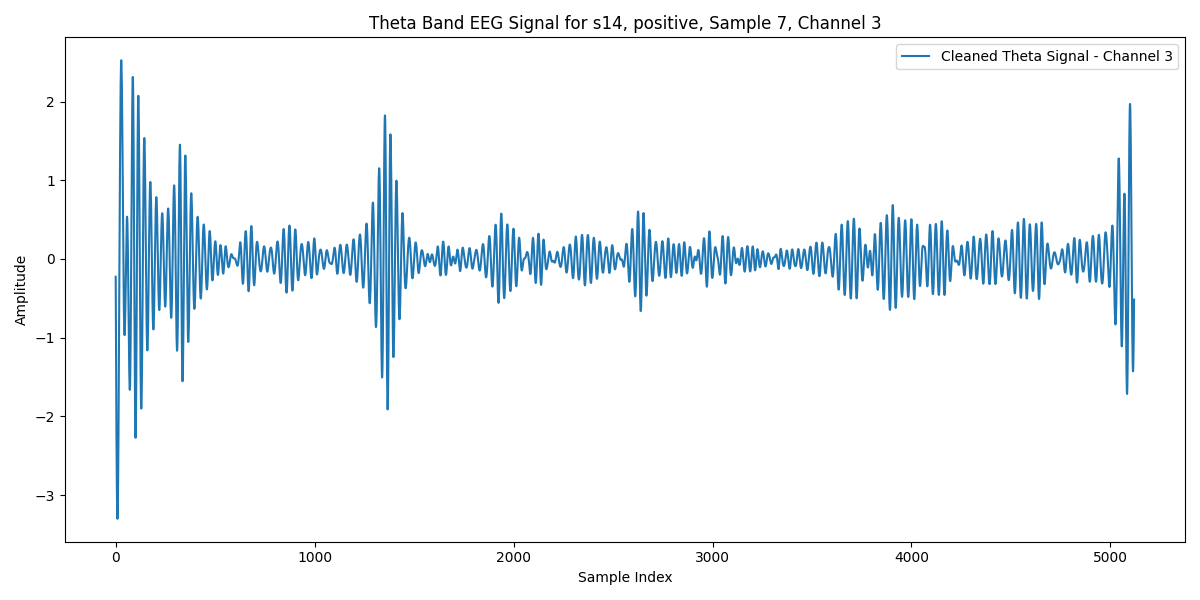 Theta Band EEG Signal for s14, positive, Sample 7, Channel 3
Cleaned Theta Signal - Channel 3
Amplitude
2
1
0
−1
−2
−3
0 1000 2000 3000 4000 5000
Sample Index